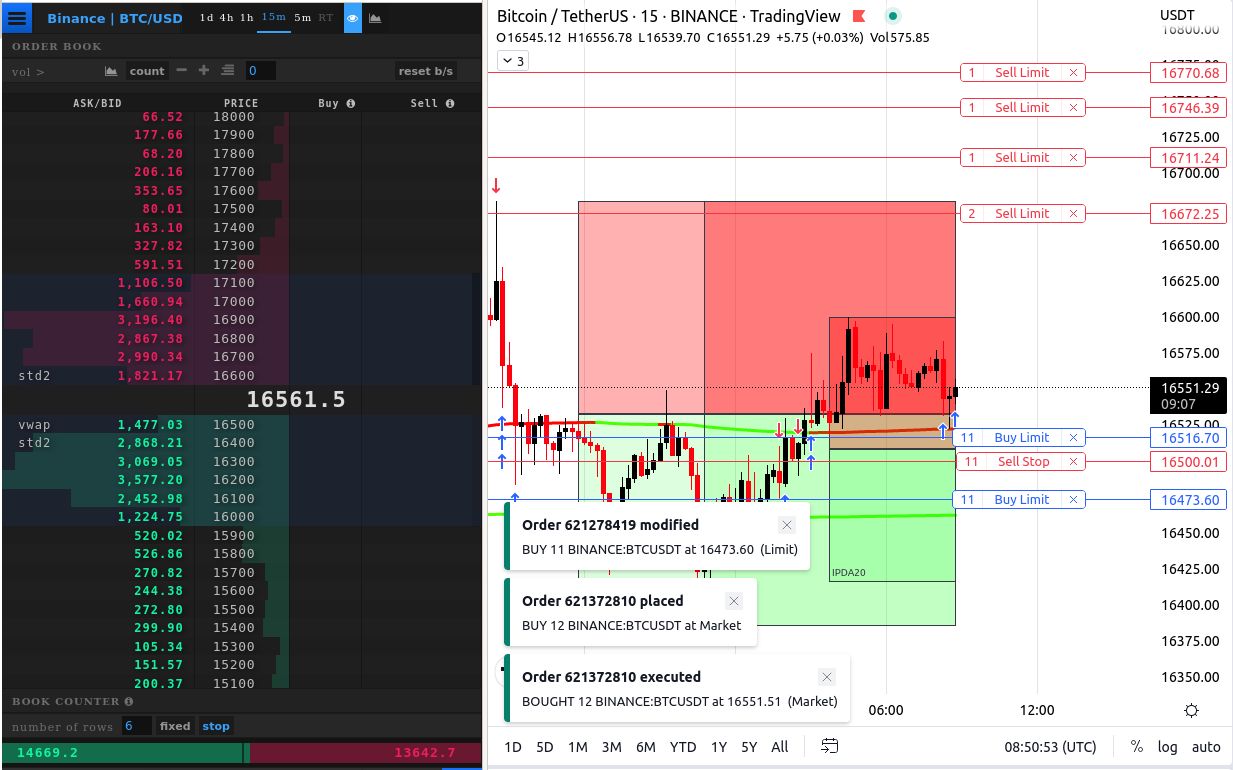 Binance | BTC/USD 1d 4h 1h 15m 5m RT
ORDER BOOK
vol > count 0 reset b/s
ASK/BID PRICE Buy Sell
66.52 18000
177.66 17900
68.20 17800
206.16 17700
353.65 17600
80.01 17500
163.10 17400
327.82 17300
591.51 17200
1,106.50 17100
1,660.94 17000
3,196.40 16900
2,867.38 16800
2,990.34 16700
std2 1,821.17 16600
16561.5
vwap 1,477.03 16500
std2 2,868.21 16400
3,069.05 16300
3,577.20 16200
2,452.98 16100
1,224.75 16000
520.02 15900
526.86 15800
270.82 15700
244.38 15600
272.80 15500
299.90 15400
105.34 15300
151.57 15200
200.37 15100
BOOK COUNTER
number of rows 6 fixed stop
14669.2 13642.7
Bitcoin / TetherUS · 15 · BINANCE · TradingView
O16545.12 H16556.78 L16539.70 C16551.29 +5.75 (+0.03%) Vol575.85
3
USDT
16800.00
1 Sell Limit 16770.68
1 Sell Limit 16746.39
16725.00
1 Sell Limit 16711.24
16700.00
2 Sell Limit 16672.25
16650.00
16625.00
16600.00
16575.00
16551.29
09:07
16525.00
11 Buy Limit 16516.70
11 Sell Stop 16500.01
11 Buy Limit 16473.60
16450.00
16425.00
16400.00
16375.00
16350.00
IPDA20
Order 621278419 modified
BUY 11 BINANCE:BTCUSDT at 16473.60 (Limit)
Order 621372810 placed
BUY 12 BINANCE:BTCUSDT at Market
Order 621372810 executed
BOUGHT 12 BINANCE:BTCUSDT at 16551.51 (Market)
06:00 12:00
1D 5D 1M 3M 6M YTD 1Y 5Y All 08:50:53 (UTC) % log auto